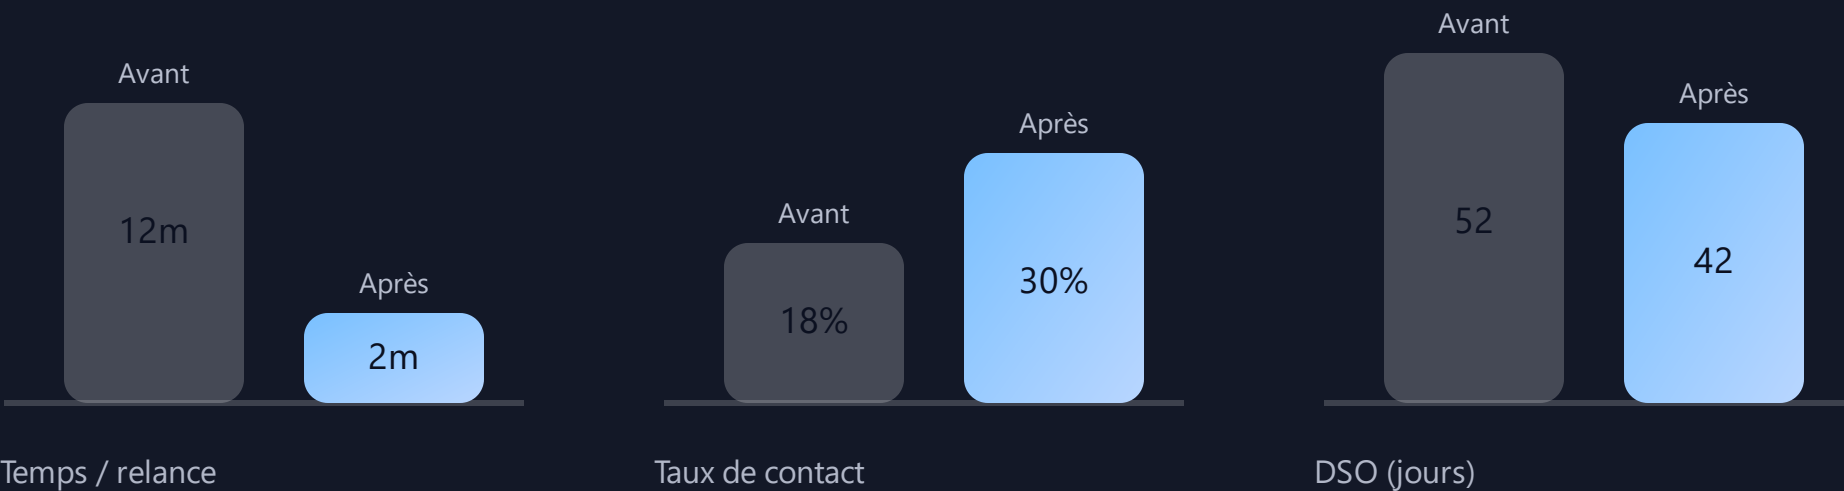 Avant
12m
Après
2m
Temps / relance
Avant
18%
Après
30%
Taux de contact
Avant
52
Après
42
DSO (jours)